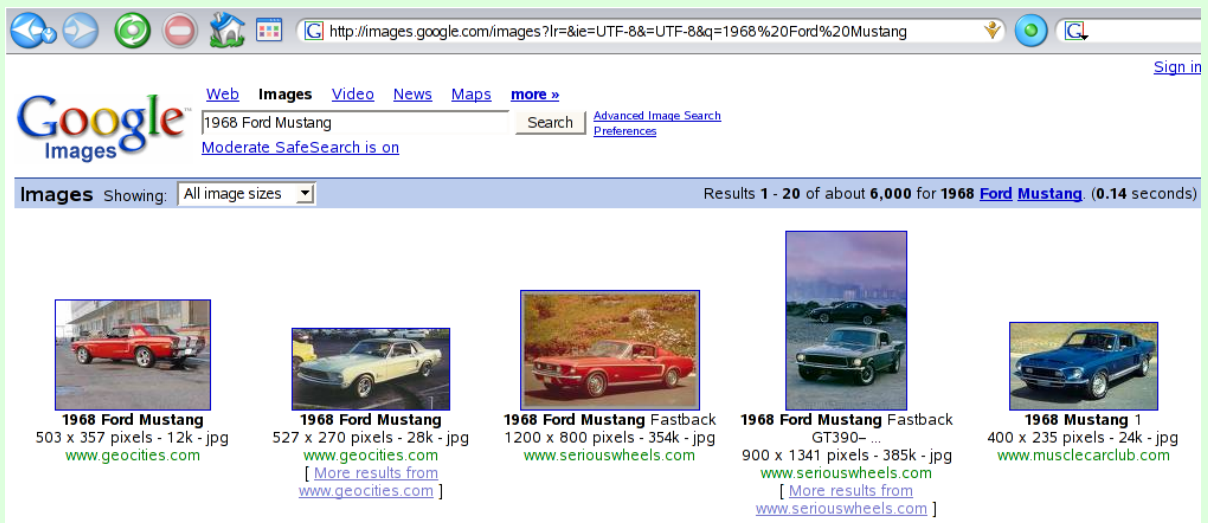 http://images.google.com/images?lr=&ie=UTF-8&=UTF-8&q=1968%20Ford%20Mustang
G
Sign in
Google™
Images
Web Images Video News Maps more »
1968 Ford Mustang Search Advanced Image Search
Preferences
Moderate SafeSearch is on
Images Showing: All image sizes Results 1 - 20 of about 6,000 for 1968 Ford Mustang. (0.14 seconds)
1968 Ford Mustang
503 x 357 pixels - 12k - jpg
www.geocities.com
1968 Ford Mustang
527 x 270 pixels - 28k - jpg
www.geocities.com
[ More results from
www.geocities.com ]
1968 Ford Mustang Fastback
1200 x 800 pixels - 354k - jpg
www.seriouswheels.com
1968 Ford Mustang Fastback
GT390– ...
900 x 1341 pixels - 385k - jpg
www.seriouswheels.com
[ More results from
www.seriouswheels.com ]
1968 Mustang 1
400 x 235 pixels - 24k - jpg
www.musclecarclub.com